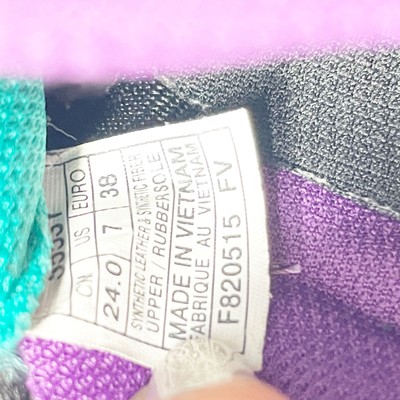 EURO 38
US 7
CM 24.0
SYNTHETIC LEATHER & SYNTHETIC FIBER
UPPER / RUBBERSOLE
MADE IN VIETNAM
FABRIQUE AU VIETNAM
F820515 FV